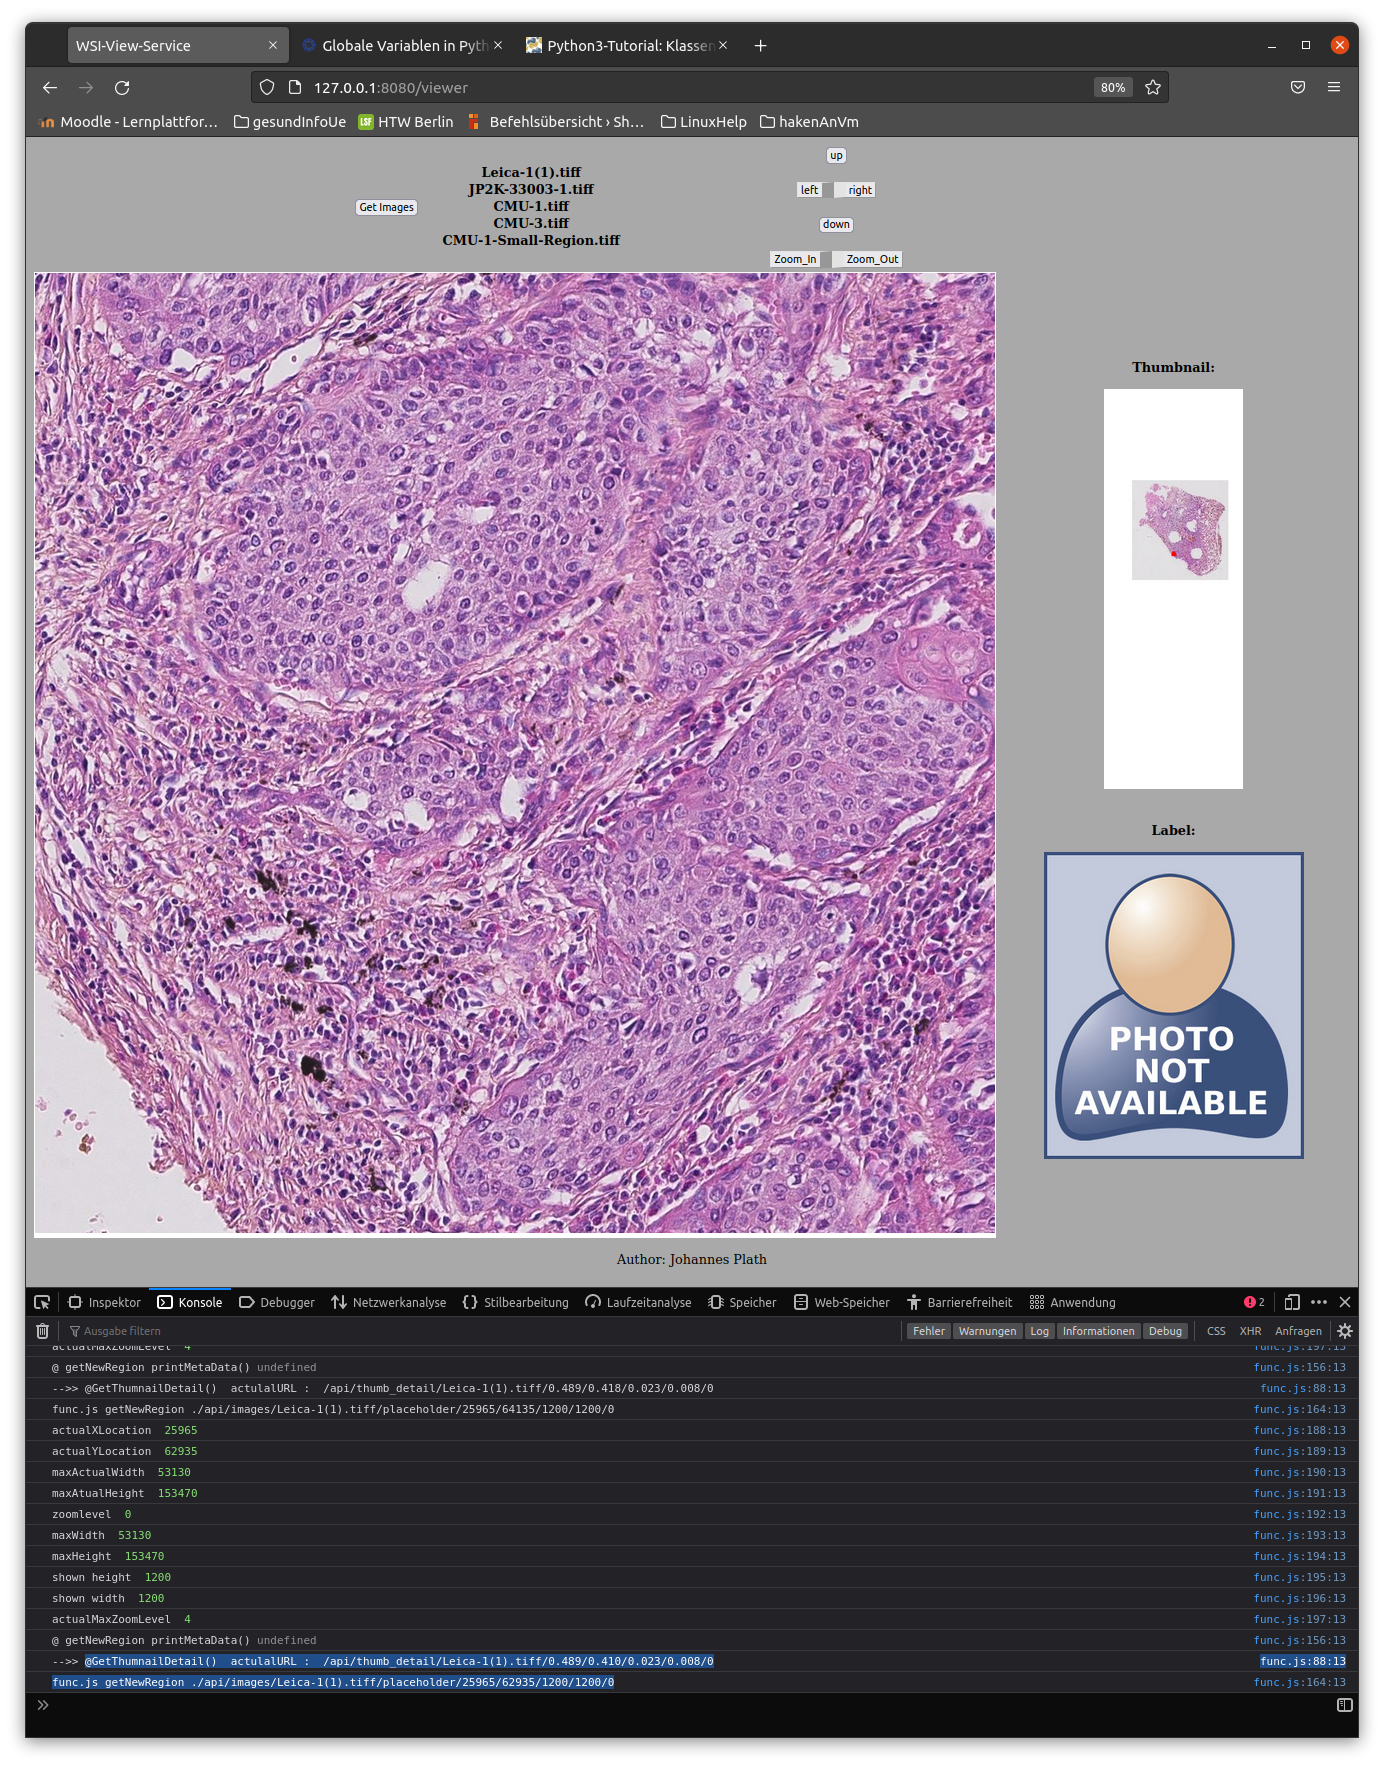 WSI-View-Service
Globale Variablen in Pyth
Python3-Tutorial: Klassen
127.0.0.1:8080/viewer
80%
Moodle - Lernplattfor…
gesundInfoUe
HTW Berlin
Befehlsübersicht › Sh…
LinuxHelp
hakenAnVm
Get Images
Leica-1(1).tiff
JP2K-33003-1.tiff
CMU-1.tiff
CMU-3.tiff
CMU-1-Small-Region.tiff
up
left
right
down
Zoom_In
Zoom_Out
Thumbnail:
Label:
PHOTO
NOT
AVAILABLE
Author: Johannes Plath
Inspektor
Konsole
Debugger
Netzwerkanalyse
Stilbearbeitung
Laufzeitanalyse
Speicher
Web-Speicher
Barrierefreiheit
Anwendung
2
Ausgabe filtern
Fehler
Warnungen
Log
Informationen
Debug
CSS
XHR
Anfragen
actualMaxZoomLevel 4 func.js:197:13
@ getNewRegion printMetaData() undefined func.js:156:13
-->> @GetThumnailDetail()  actulalURL :  /api/thumb_detail/Leica-1(1).tiff/0.489/0.418/0.023/0.008/0 func.js:88:13
func.js getNewRegion ./api/images/Leica-1(1).tiff/placeholder/25965/64135/1200/1200/0 func.js:164:13
actualXLocation  25965 func.js:188:13
actualYLocation  62935 func.js:189:13
maxActualWidth  53130 func.js:190:13
maxAtualHeight  153470 func.js:191:13
zoomlevel  0 func.js:192:13
maxWidth  53130 func.js:193:13
maxHeight  153470 func.js:194:13
shown height  1200 func.js:195:13
shown width  1200 func.js:196:13
actualMaxZoomLevel  4 func.js:197:13
@ getNewRegion printMetaData() undefined func.js:156:13
-->> @GetThumnailDetail()  actulalURL :  /api/thumb_detail/Leica-1(1).tiff/0.489/0.410/0.023/0.008/0 func.js:88:13
func.js getNewRegion ./api/images/Leica-1(1).tiff/placeholder/25965/62935/1200/1200/0 func.js:164:13